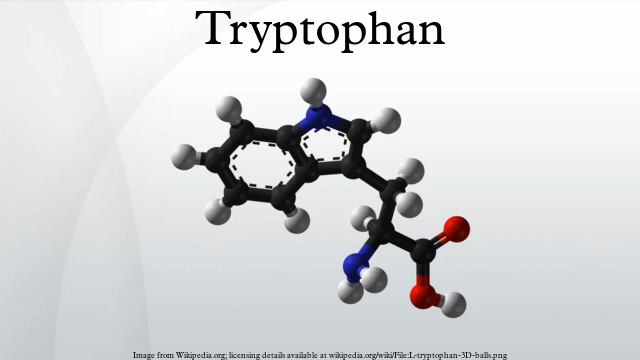 Tryptophan
Image from Wikipedia.org; licensing details available at wikipedia.org/wiki/File:L-tryptophan-3D-balls.png